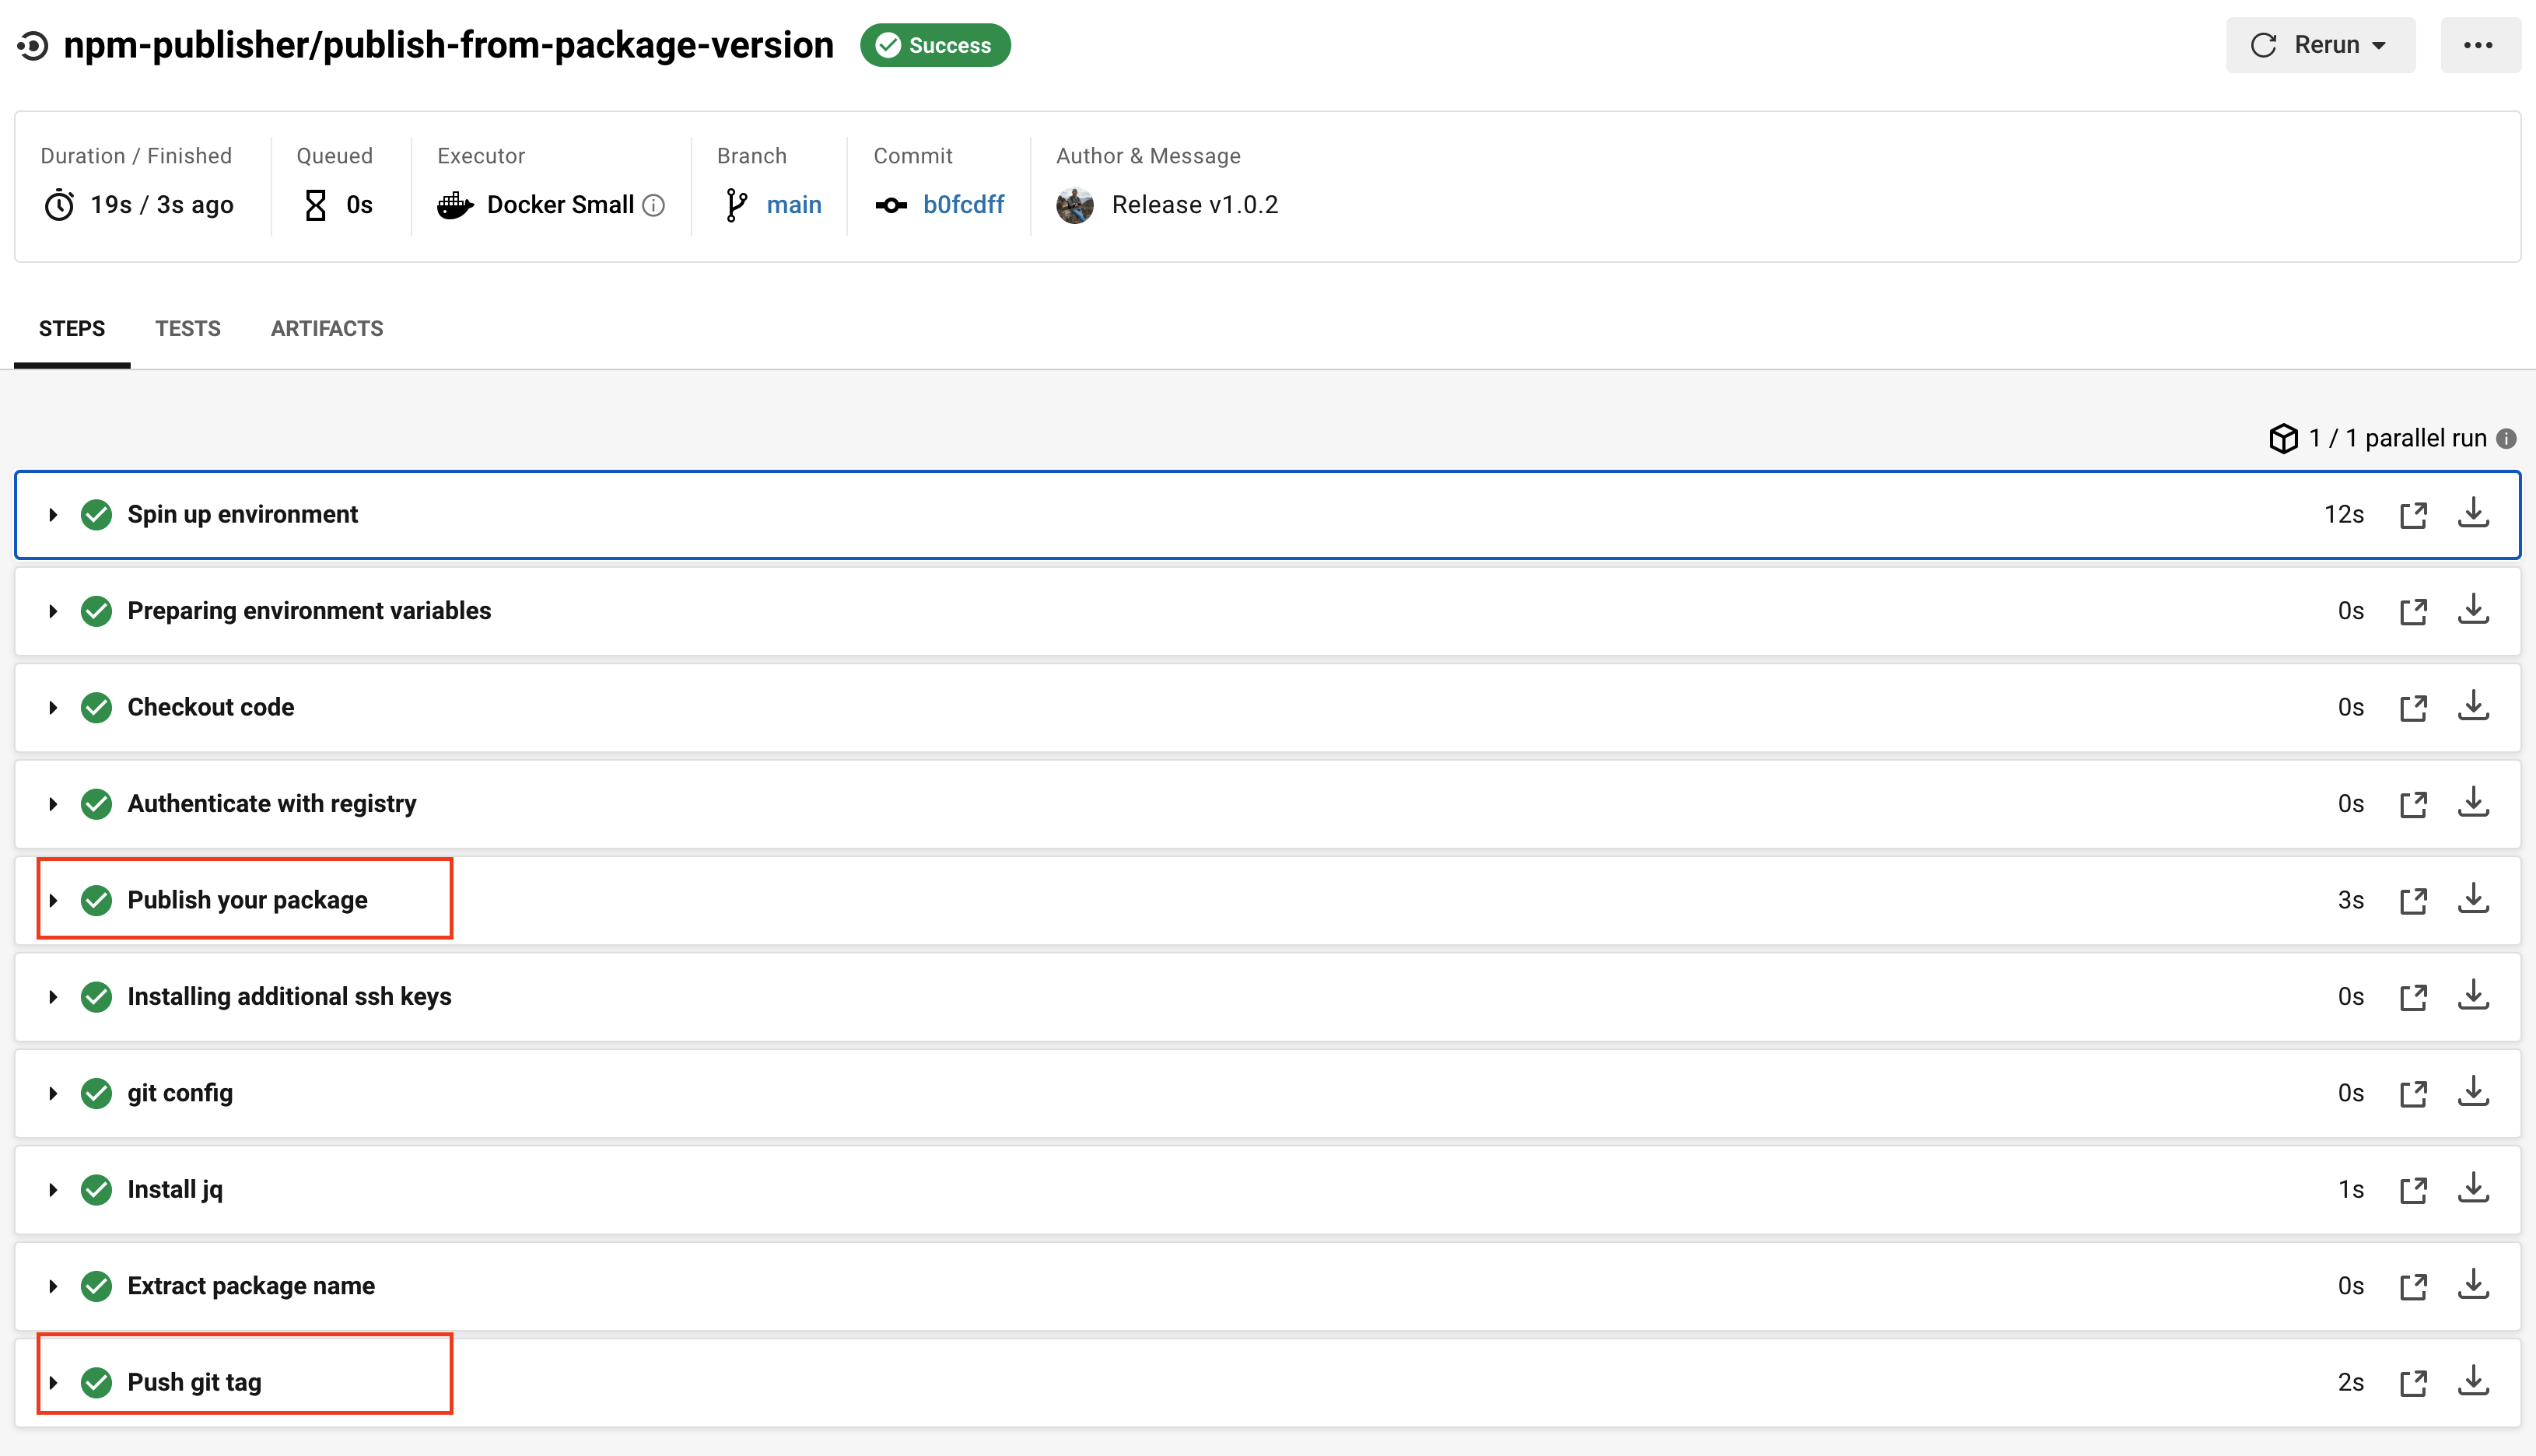 npm-publisher/publish-from-package-version Success Rerun
Duration / Finished Queued Executor Branch Commit Author & Message
19s / 3s ago 0s Docker Small main b0fcdff Release v1.0.2
STEPS TESTS ARTIFACTS
1 / 1 parallel run
Spin up environment 12s
Preparing environment variables 0s
Checkout code 0s
Authenticate with registry 0s
Publish your package 3s
Installing additional ssh keys 0s
git config 0s
Install jq 1s
Extract package name 0s
Push git tag 2s